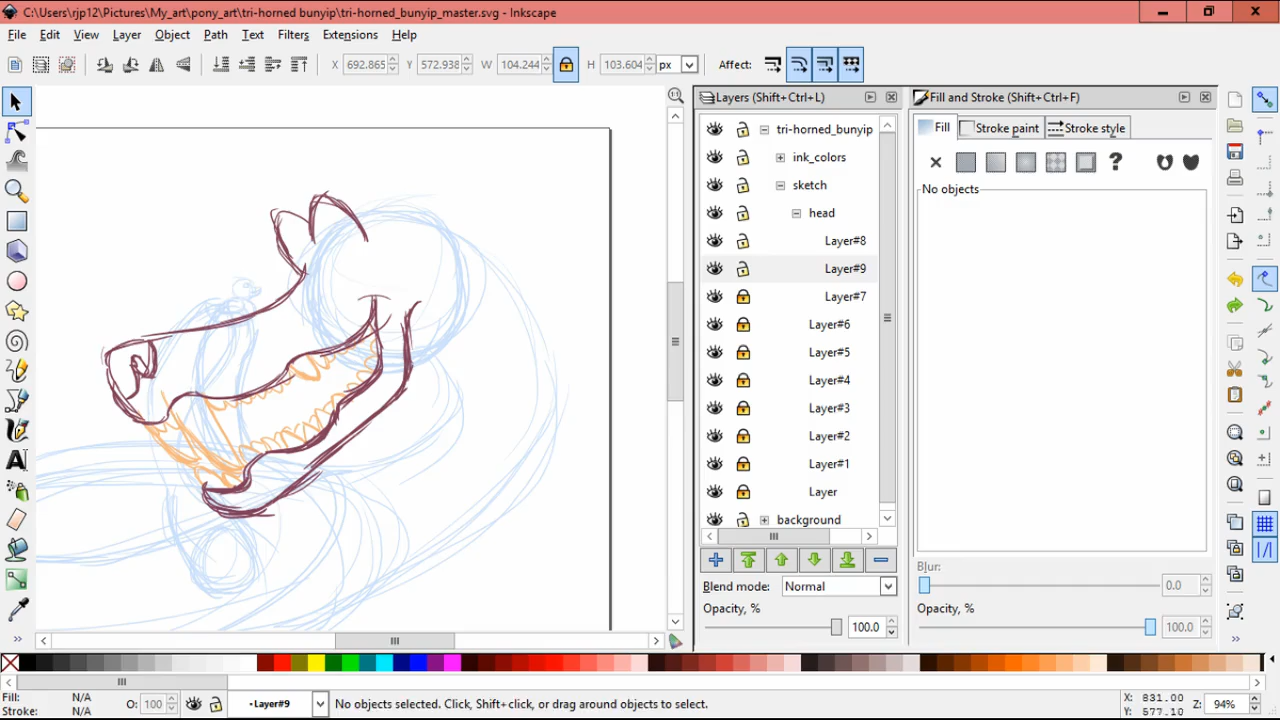 C:\Users\rjp12\Pictures\My_art\pony_art\tri-horned bunyip\tri-horned_bunyip_master.svg - Inkscape
File Edit View Layer Object Path Text Filters Extensions Help
X 692.865 Y 572.938 W 104.244 H 103.604 px Affect:
Layers (Shift+Ctrl+L)
Fill and Stroke (Shift+Ctrl+F)
tri-horned_bunyip
ink_colors
sketch
head
Layer#8
Layer#9
Layer#7
Layer#6
Layer#5
Layer#4
Layer#3
Layer#2
Layer#1
Layer
background
Blend mode: Normal
Opacity, % 100.0
Fill Stroke paint Stroke style
?
No objects
Blur: 0.0
Opacity, % 100.0
Fill: N/A
Stroke: N/A
O: 100
Layer#9
No objects selected. Click, Shift+click, or drag around objects to select.
X: 831.00
Y: 577.10
Z: 94%